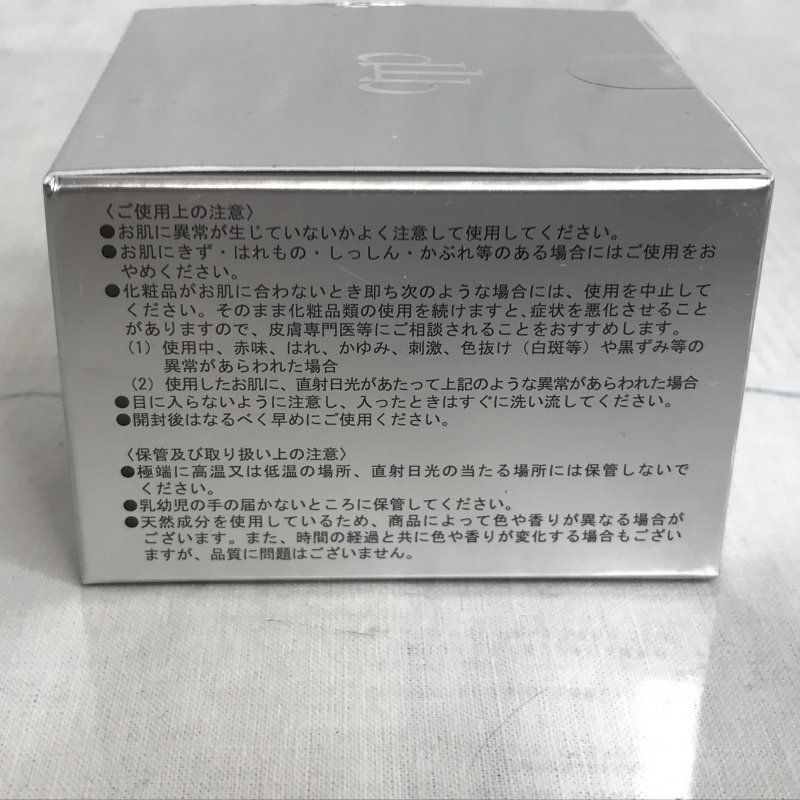 〈ご使用上の注意〉
●お肌に異常が生じていないかよく注意して使用してください。
●お肌にきず・はれもの・しっしん・かぶれ等のある場合にはご使用をお
やめください。
●化粧品がお肌に合わないとき即ち次のような場合には、使用を中止して
ください。そのまま化粧品類の使用を続けますと、症状を悪化させること
がありますので、皮膚専門医等にご相談されることをおすすめします。
（1）使用中、赤味、はれ、かゆみ、刺激、色抜け（白斑等）や黒ずみ等の
異常があらわれた場合
（2）使用したお肌に、直射日光があたって上記のような異常があらわれた場合
●目に入らないように注意し、入ったときはすぐに洗い流してください。
●開封後はなるべく早めにご使用ください。
〈保管及び取り扱い上の注意〉
●極端に高温又は低温の場所、直射日光の当たる場所には保管しないで
ください。
●乳幼児の手の届かないところに保管してください。
●天然成分を使用しているため、商品によって色や香りが異なる場合が
ございます。また、時間の経過と共に色や香りが変化する場合もござい
ますが、品質に問題はございません。